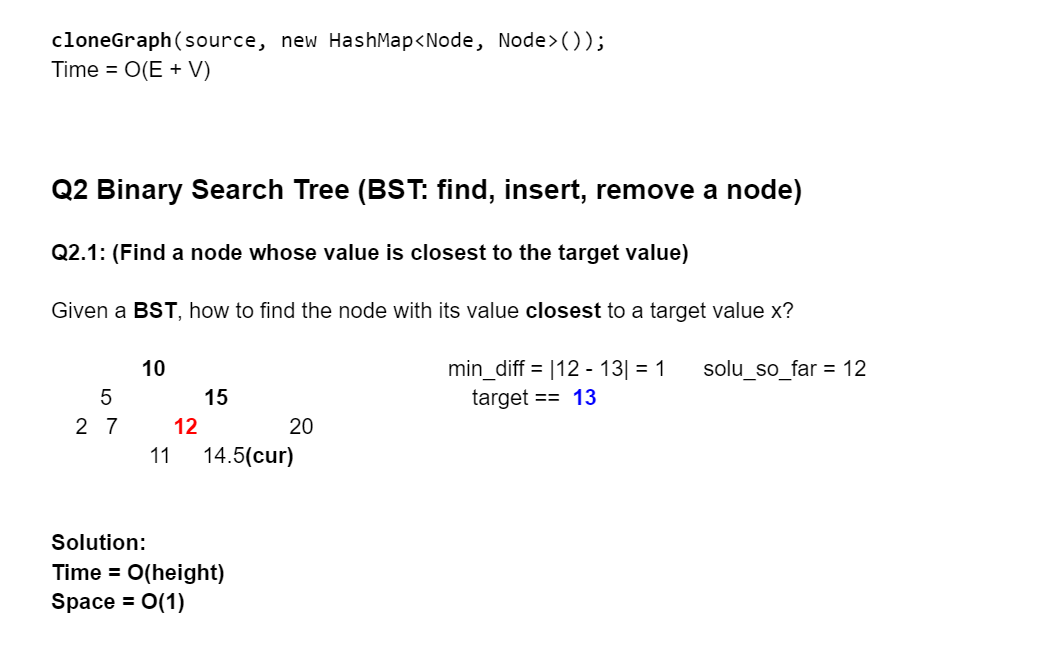 cloneGraph(source, new HashMap<Node, Node>());
Time = O(E + V)
Q2 Binary Search Tree (BST: find, insert, remove a node)
Q2.1: (Find a node whose value is closest to the target value)
Given a BST, how to find the node with its value closest to a target value x?
10 min_diff = |12 - 13| = 1 solu_so_far = 12
5 15 target == 13
2 7 12 20
11 14.5(cur)
Solution:
Time = O(height)
Space = O(1)